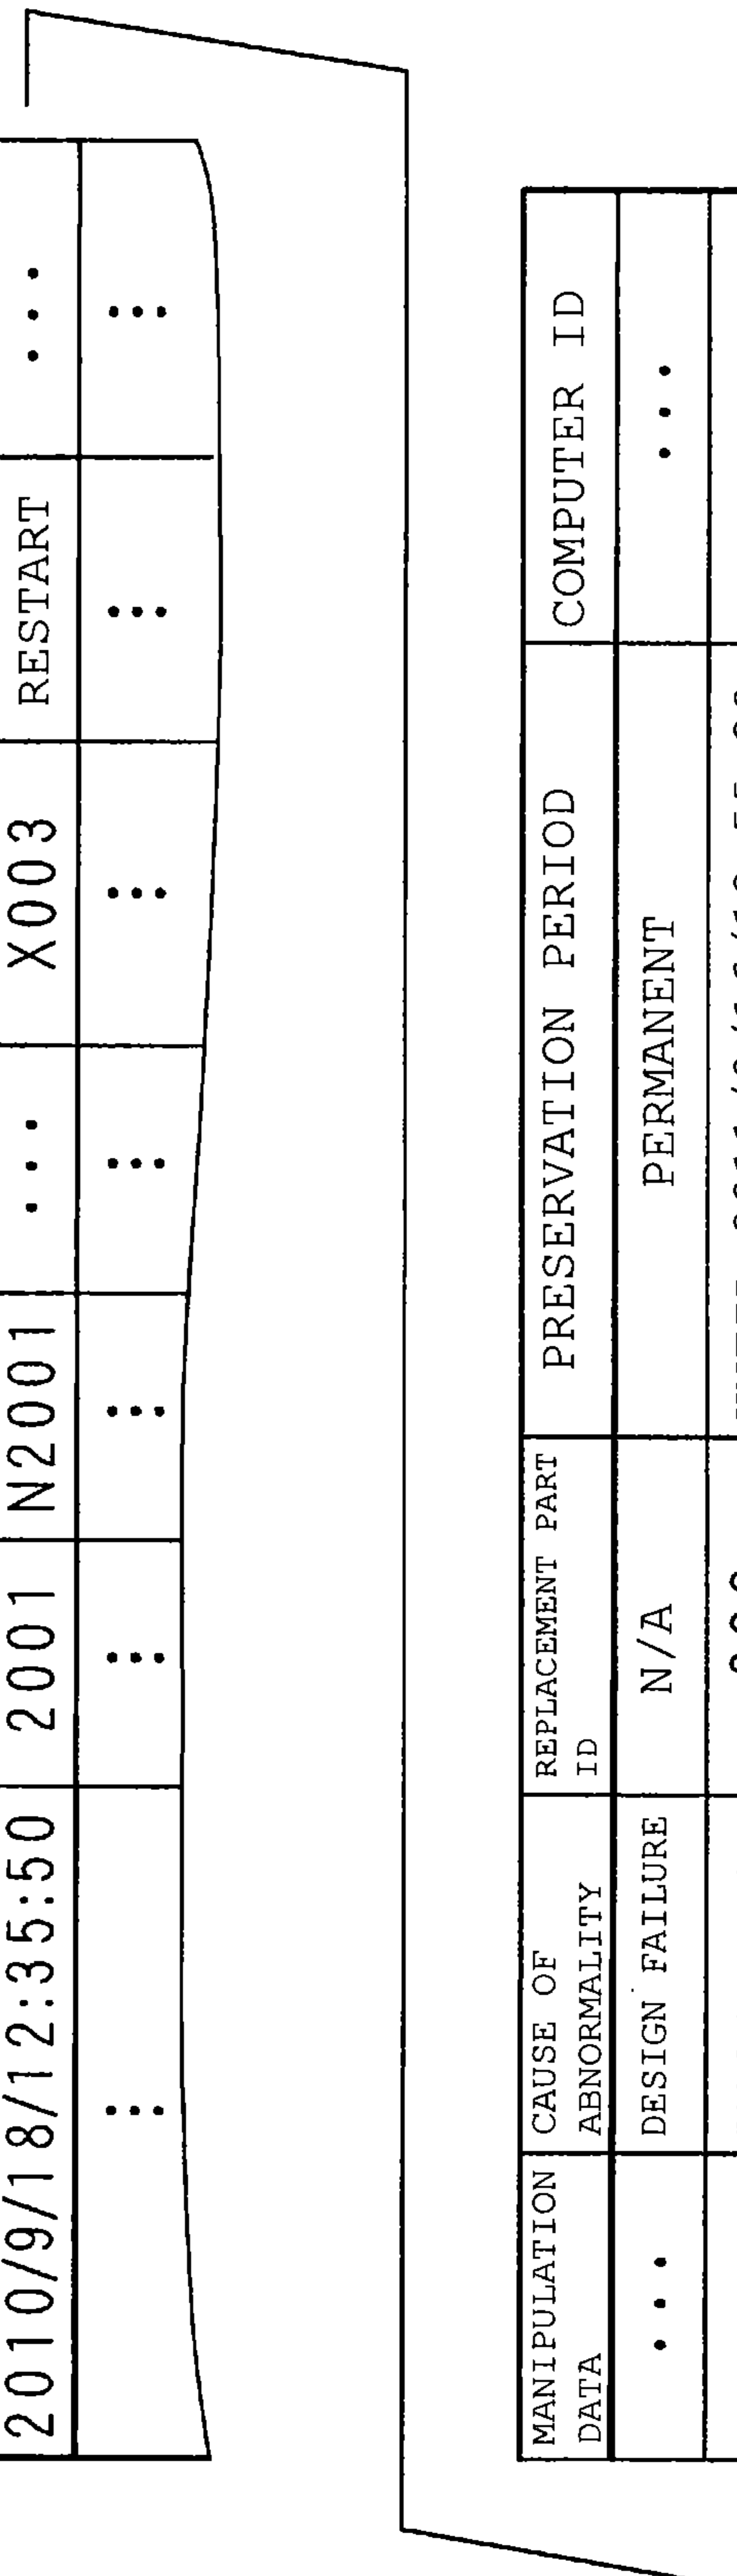 2010/9/18/12:35:50 2001 N2001 ... X003 RESTART ...
... ... ... ... ... ... ...
MANIPULATION DATA
CAUSE OF ABNORMALITY
REPLACEMENT PART ID
PRESERVATION PERIOD
COMPUTER ID
... DESIGN FAILURE N/A PERMANENT ...